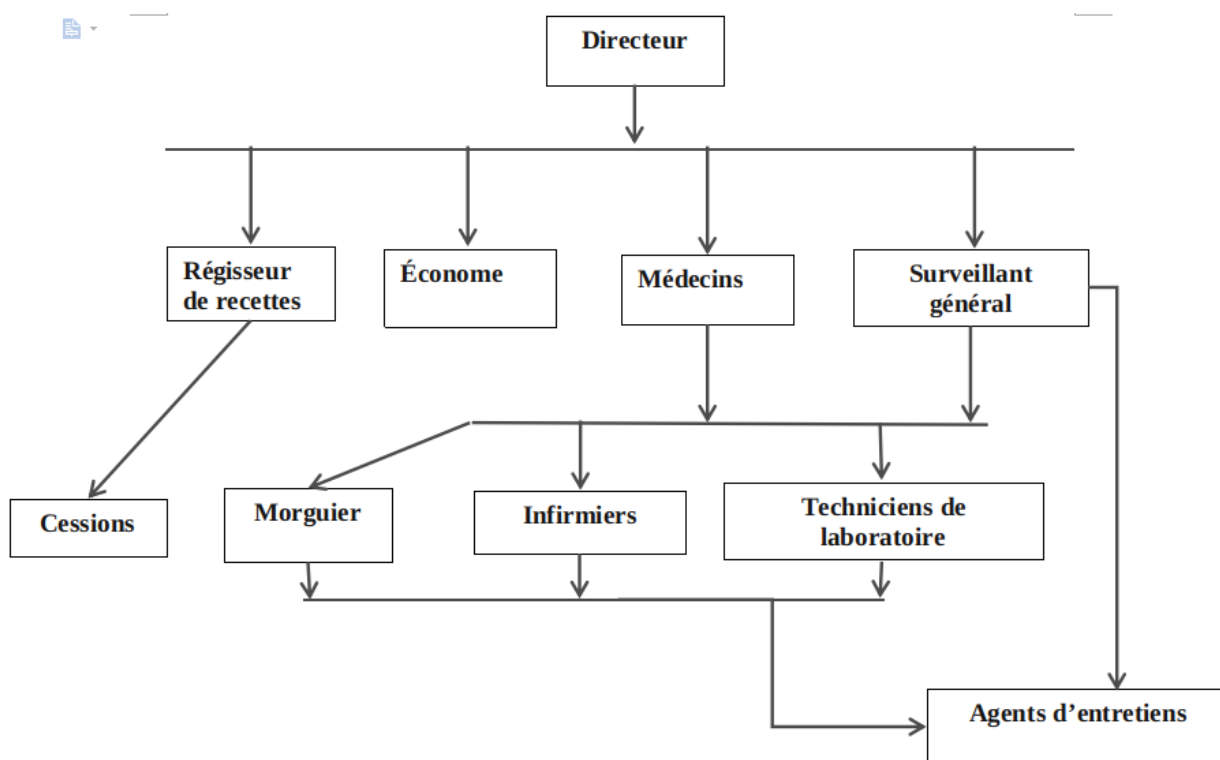 Directeur
Régisseur
de recettes
Économe
Médecins
Surveillant
général
Cessions
Morguier
Infirmiers
Techniciens de
laboratoire
Agents d’entretiens